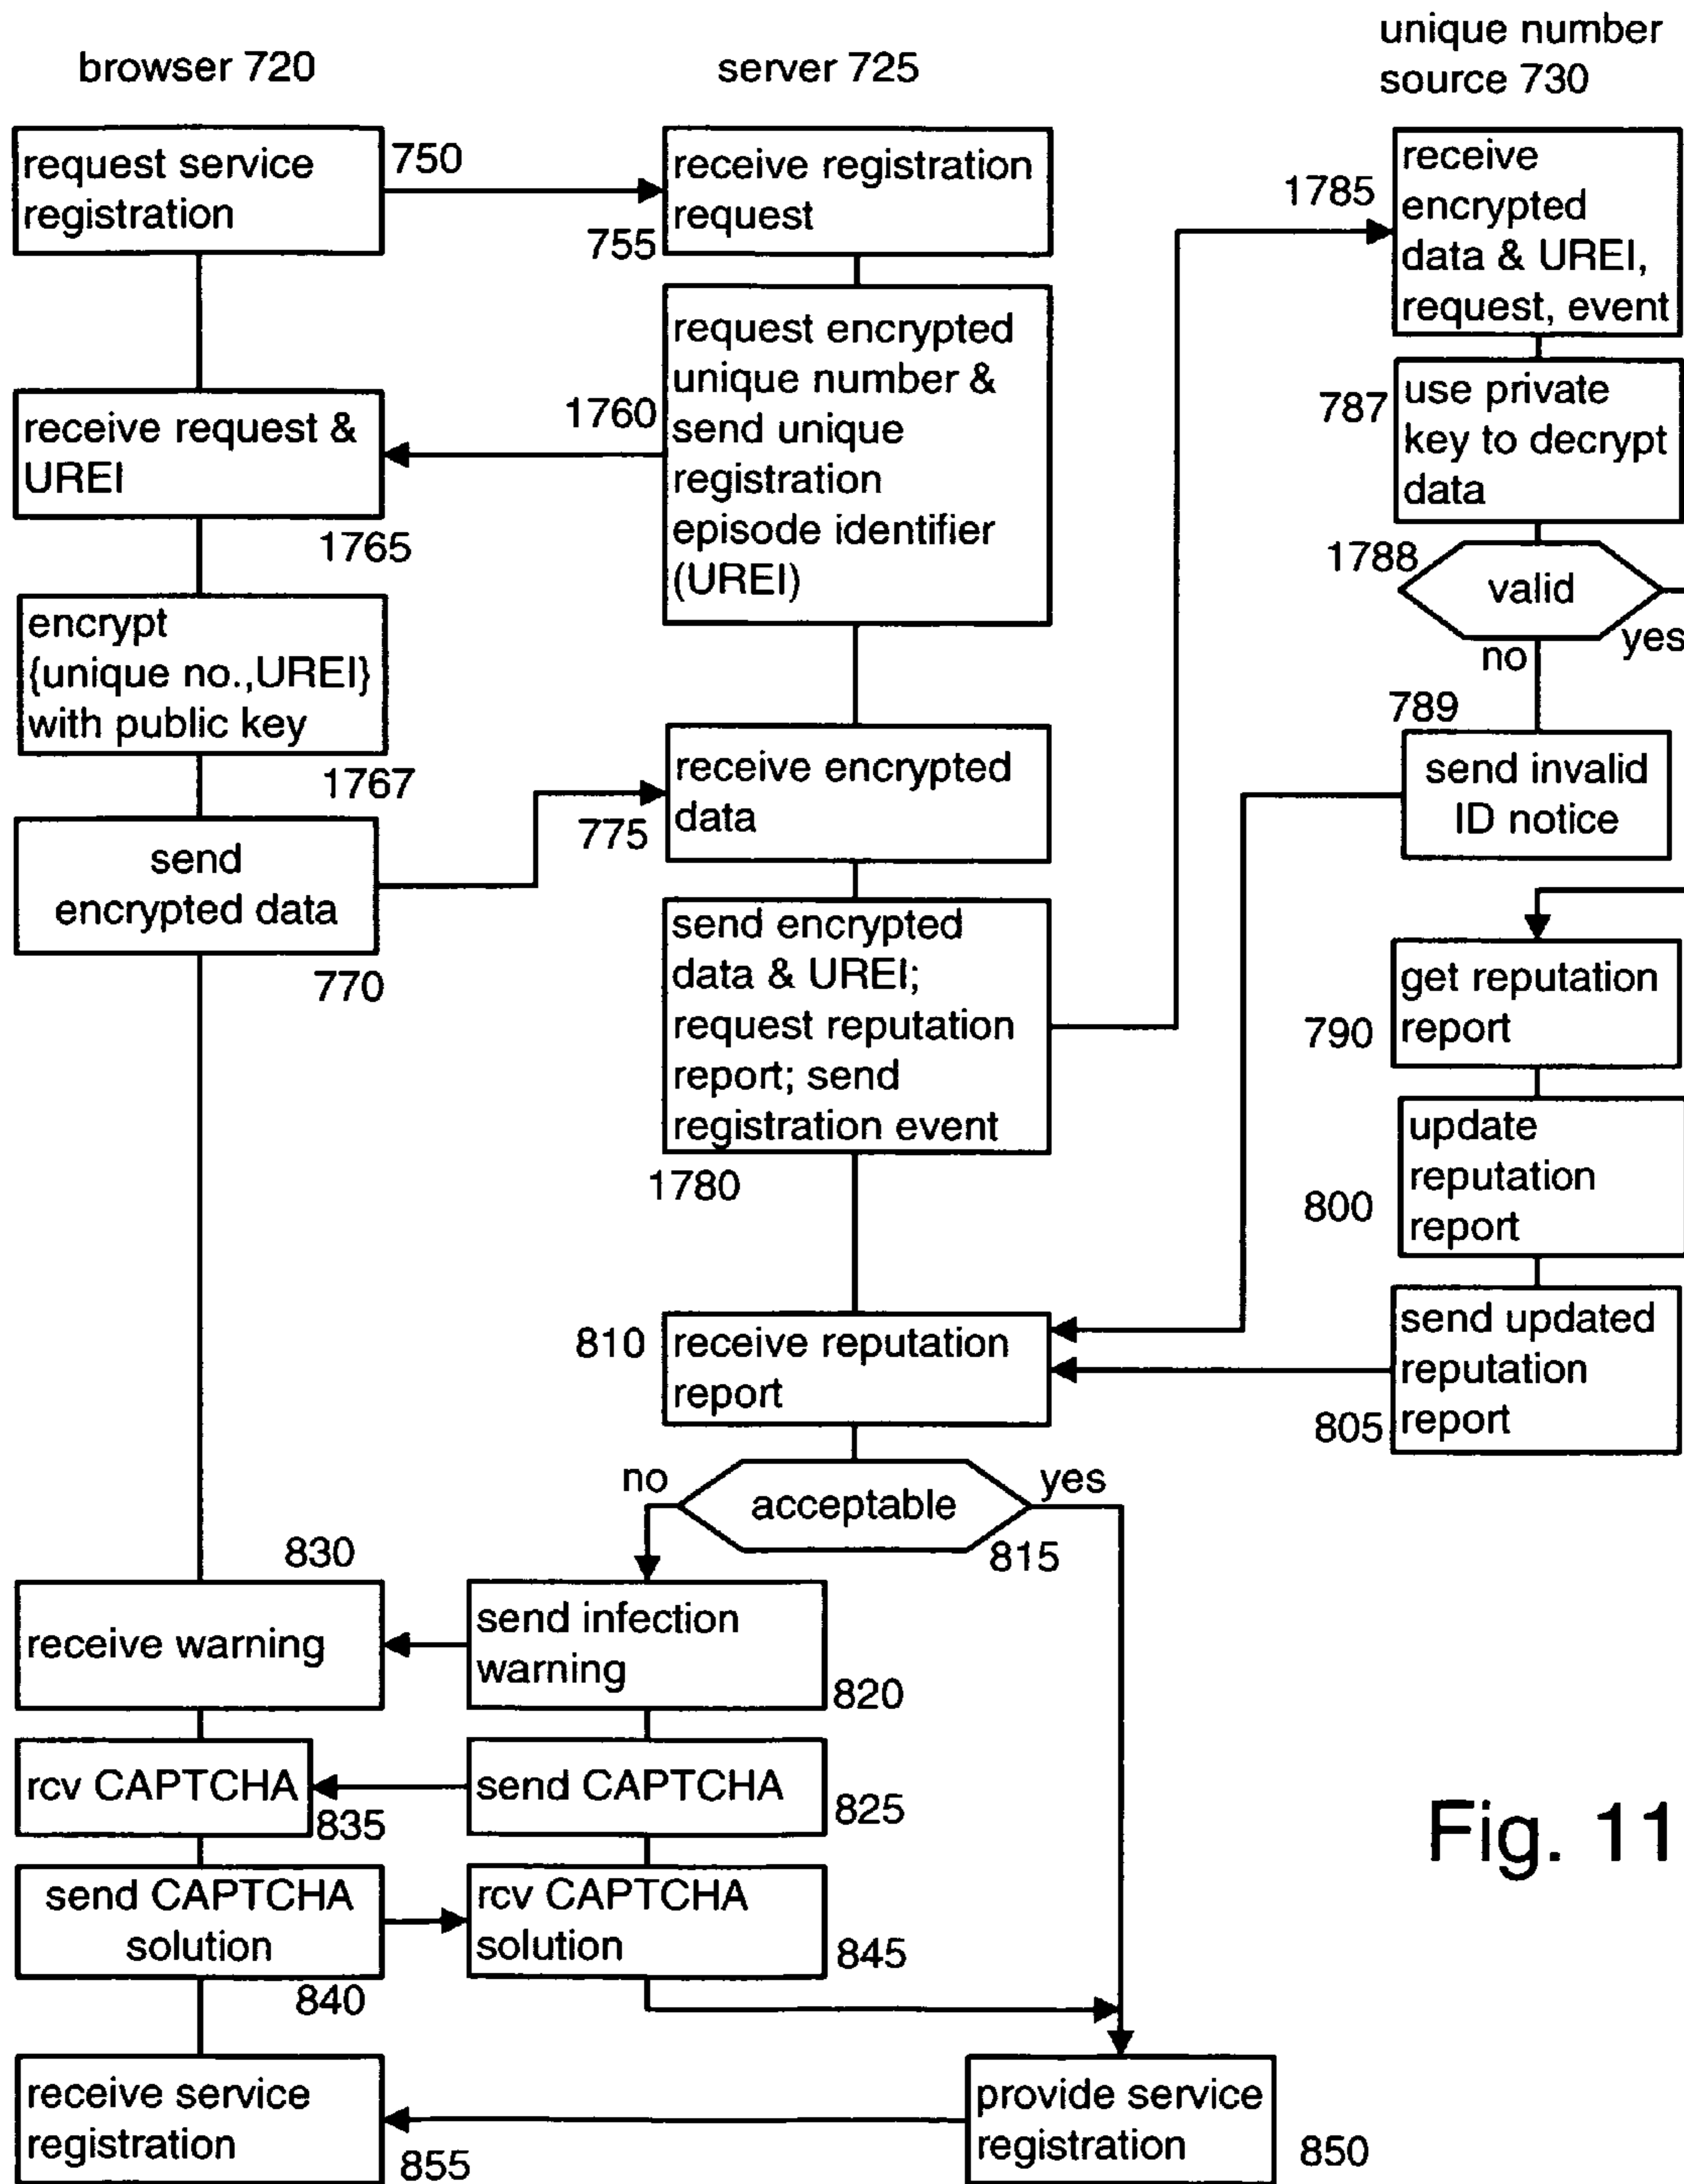 browser 720
server 725
unique number
source 730
request service
registration
750
receive registration
request
755
receive
encrypted
data & UREI,
request, event
1785
request encrypted
unique number &
send unique
registration
episode identifier
(UREI)
1760
receive request &
UREI
1765
use private
key to decrypt
data
787
1788
valid
yes
no
encrypt
{unique no.,UREI}
with public key
1767
789
send invalid
ID notice
receive encrypted
data
775
send
encrypted data
770
send encrypted
data & UREI;
request reputation
report; send
registration event
1780
get reputation
report
790
update
reputation
report
800
send updated
reputation
report
805
810
receive reputation
report
no
acceptable
yes
815
830
receive warning
send infection
warning
820
rcv CAPTCHA
835
send CAPTCHA
825
send CAPTCHA
solution
840
rcv CAPTCHA
solution
845
receive service
registration
855
provide service
registration
850
Fig. 11